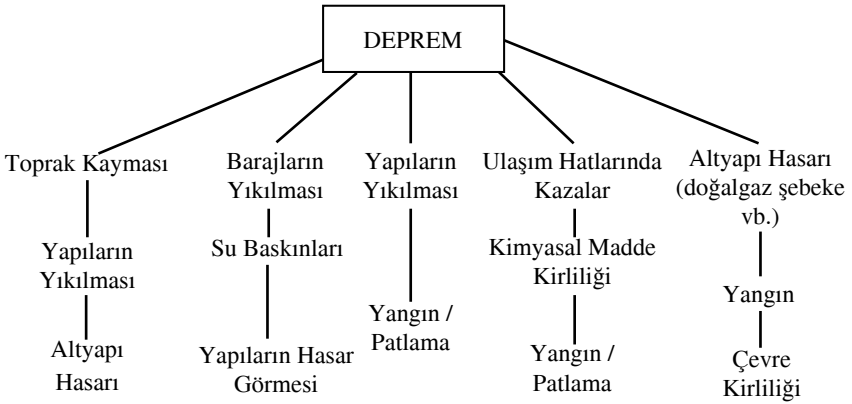 DEPREM
Toprak Kayması
Yapıların
Yıkılması
Altyapı
Hasarı
Barajların
Yıkılması
Su Baskınları
Yapıların Hasar
Görmesi
Yapıların
Yıkılması
Yangın /
Patlama
Ulaşım Hatlarında
Kazalar
Kimyasal Madde
Kirliliği
Yangın /
Patlama
Altyapı Hasarı
(doğalgaz şebeke
vb.)
Yangın
Çevre
Kirliliği